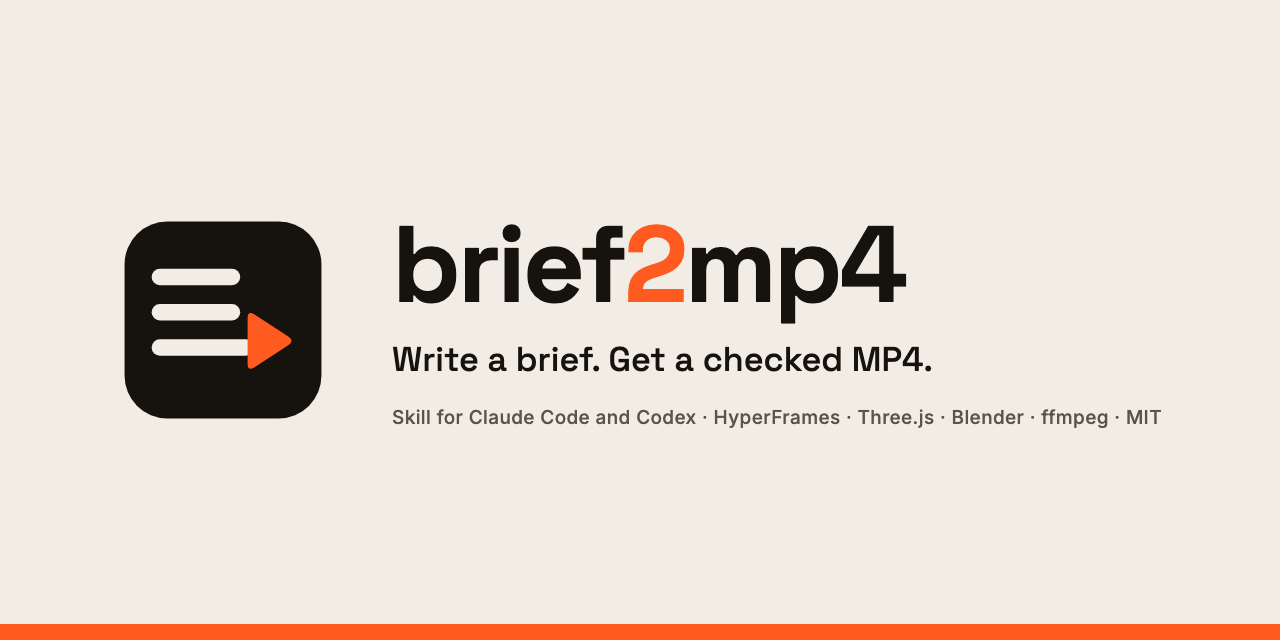 brief2mp4
Write a brief. Get a checked MP4.
Skill for Claude Code and Codex · HyperFrames · Three.js · Blender · ffmpeg · MIT